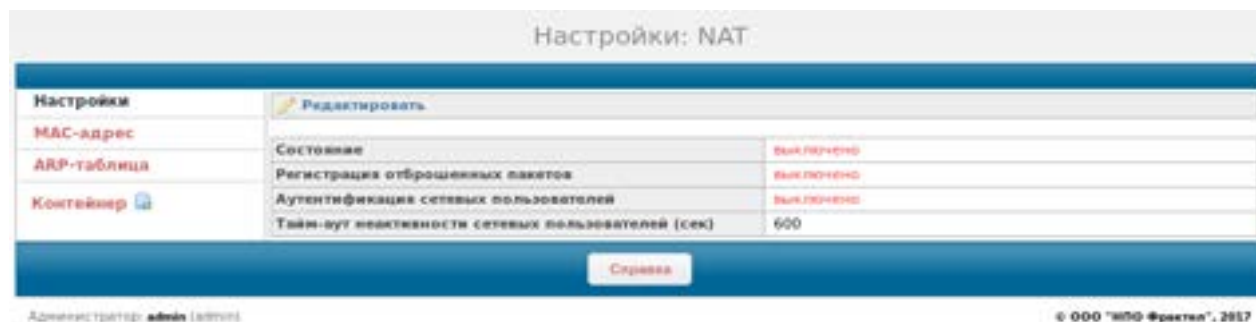 Настройки: NAT
Настройки
MAC-адрес
ARP-таблица
Контейнер
Редактировать
Состояние выключено
Регистрация отброшенных пакетов выключено
Аутентификация сетевых пользователей выключено
Тайм-аут неактивности сетевых пользователей (сек) 600
Справка
Администратор: admin (admin)
© ООО "НПО Фрактел", 2017